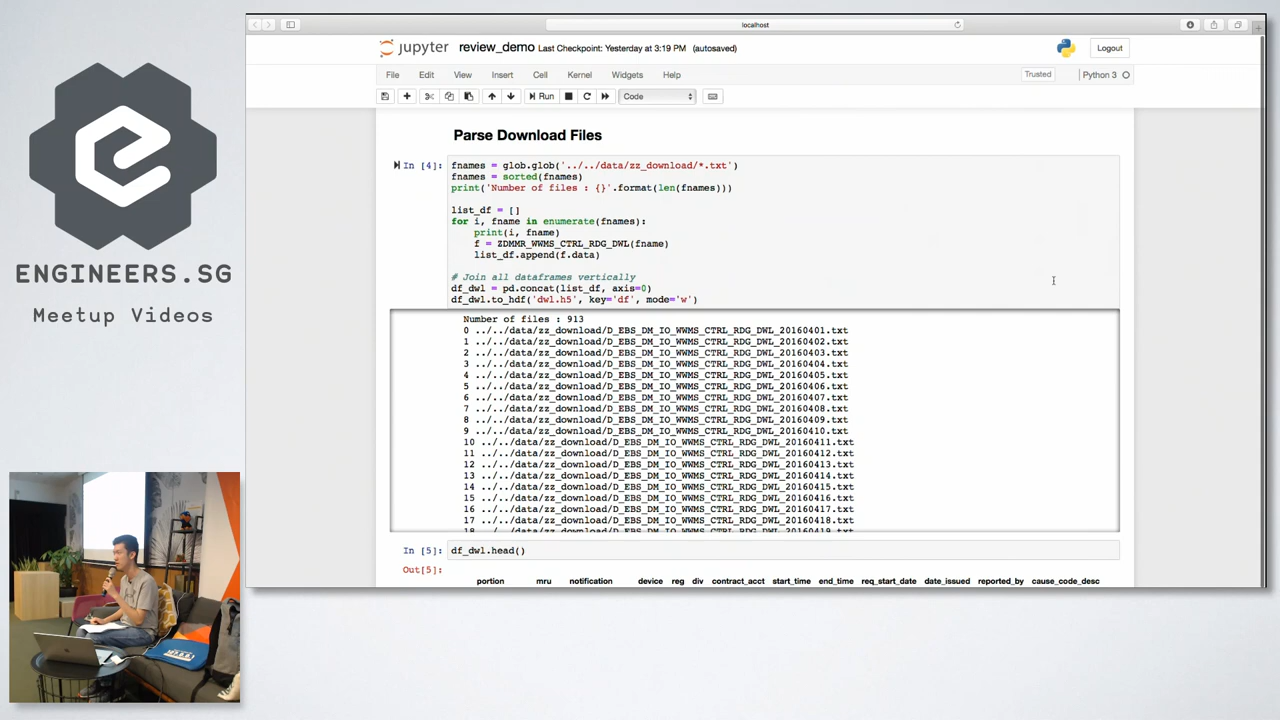 localhost
jupyter review_demo Last Checkpoint: Yesterday at 3:19 PM (autosaved)
Logout
File Edit View Insert Cell Kernel Widgets Help
Trusted
Python 3
Run
Code
Parse Download Files
In [4]:
fnames = glob.glob('../../data/zz_download/*.txt')
fnames = sorted(fnames)
print('Number of files : {}'.format(len(fnames)))
list_df = []
for i, fname in enumerate(fnames):
print(i, fname)
f = ZDMMR_WWMS_CTRL_RDG_DWL(fname)
list_df.append(f.data)
# Join all dataframes vertically
df_dwl = pd.concat(list_df, axis=0)
df_dwl.to_hdf('dwl.h5', key='df', mode='w')
Number of files : 913
0 ../../data/zz_download/D_EBS_DM_IO_WWMS_CTRL_RDG_DWL_20160401.txt
1 ../../data/zz_download/D_EBS_DM_IO_WWMS_CTRL_RDG_DWL_20160402.txt
2 ../../data/zz_download/D_EBS_DM_IO_WWMS_CTRL_RDG_DWL_20160403.txt
3 ../../data/zz_download/D_EBS_DM_IO_WWMS_CTRL_RDG_DWL_20160404.txt
4 ../../data/zz_download/D_EBS_DM_IO_WWMS_CTRL_RDG_DWL_20160405.txt
5 ../../data/zz_download/D_EBS_DM_IO_WWMS_CTRL_RDG_DWL_20160406.txt
6 ../../data/zz_download/D_EBS_DM_IO_WWMS_CTRL_RDG_DWL_20160407.txt
7 ../../data/zz_download/D_EBS_DM_IO_WWMS_CTRL_RDG_DWL_20160408.txt
8 ../../data/zz_download/D_EBS_DM_IO_WWMS_CTRL_RDG_DWL_20160409.txt
9 ../../data/zz_download/D_EBS_DM_IO_WWMS_CTRL_RDG_DWL_20160410.txt
10 ../../data/zz_download/D_EBS_DM_IO_WWMS_CTRL_RDG_DWL_20160411.txt
11 ../../data/zz_download/D_EBS_DM_IO_WWMS_CTRL_RDG_DWL_20160412.txt
12 ../../data/zz_download/D_EBS_DM_IO_WWMS_CTRL_RDG_DWL_20160413.txt
13 ../../data/zz_download/D_EBS_DM_IO_WWMS_CTRL_RDG_DWL_20160414.txt
14 ../../data/zz_download/D_EBS_DM_IO_WWMS_CTRL_RDG_DWL_20160415.txt
15 ../../data/zz_download/D_EBS_DM_IO_WWMS_CTRL_RDG_DWL_20160416.txt
16 ../../data/zz_download/D_EBS_DM_IO_WWMS_CTRL_RDG_DWL_20160417.txt
17 ../../data/zz_download/D_EBS_DM_IO_WWMS_CTRL_RDG_DWL_20160418.txt
In [5]: df_dwl.head()
Out[5]:
portion mru notification device reg div contract_acct start_time end_time req_start_date date_issued reported_by cause_code_desc
ENGINEERS.SG
Meetup Videos